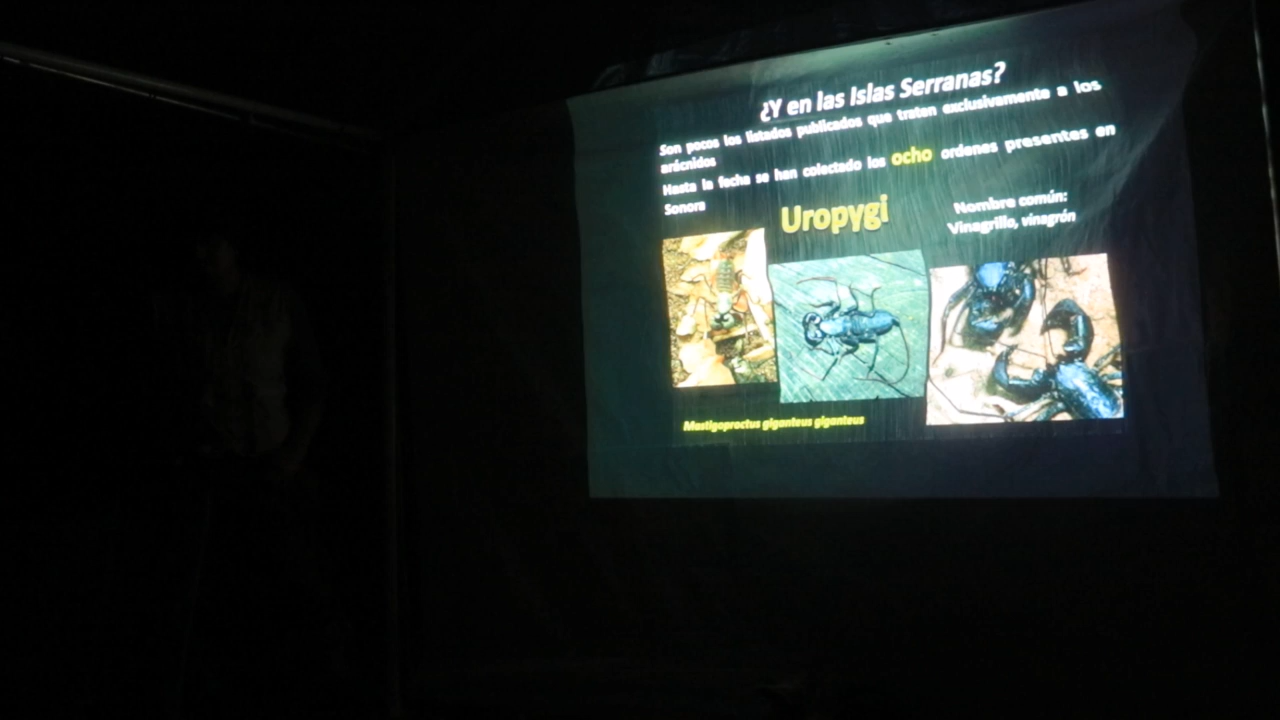 ¿Y en las Islas Serranas?
Son pocos los listados publicados que traten exclusivamente a los
arácnidos
Hasta la fecha se han colectado los ocho ordenes presentes en
Sonora
Uropygi
Nombre común:
Vinagrillo, vinagrón
Mastigoproctus giganteus giganteus